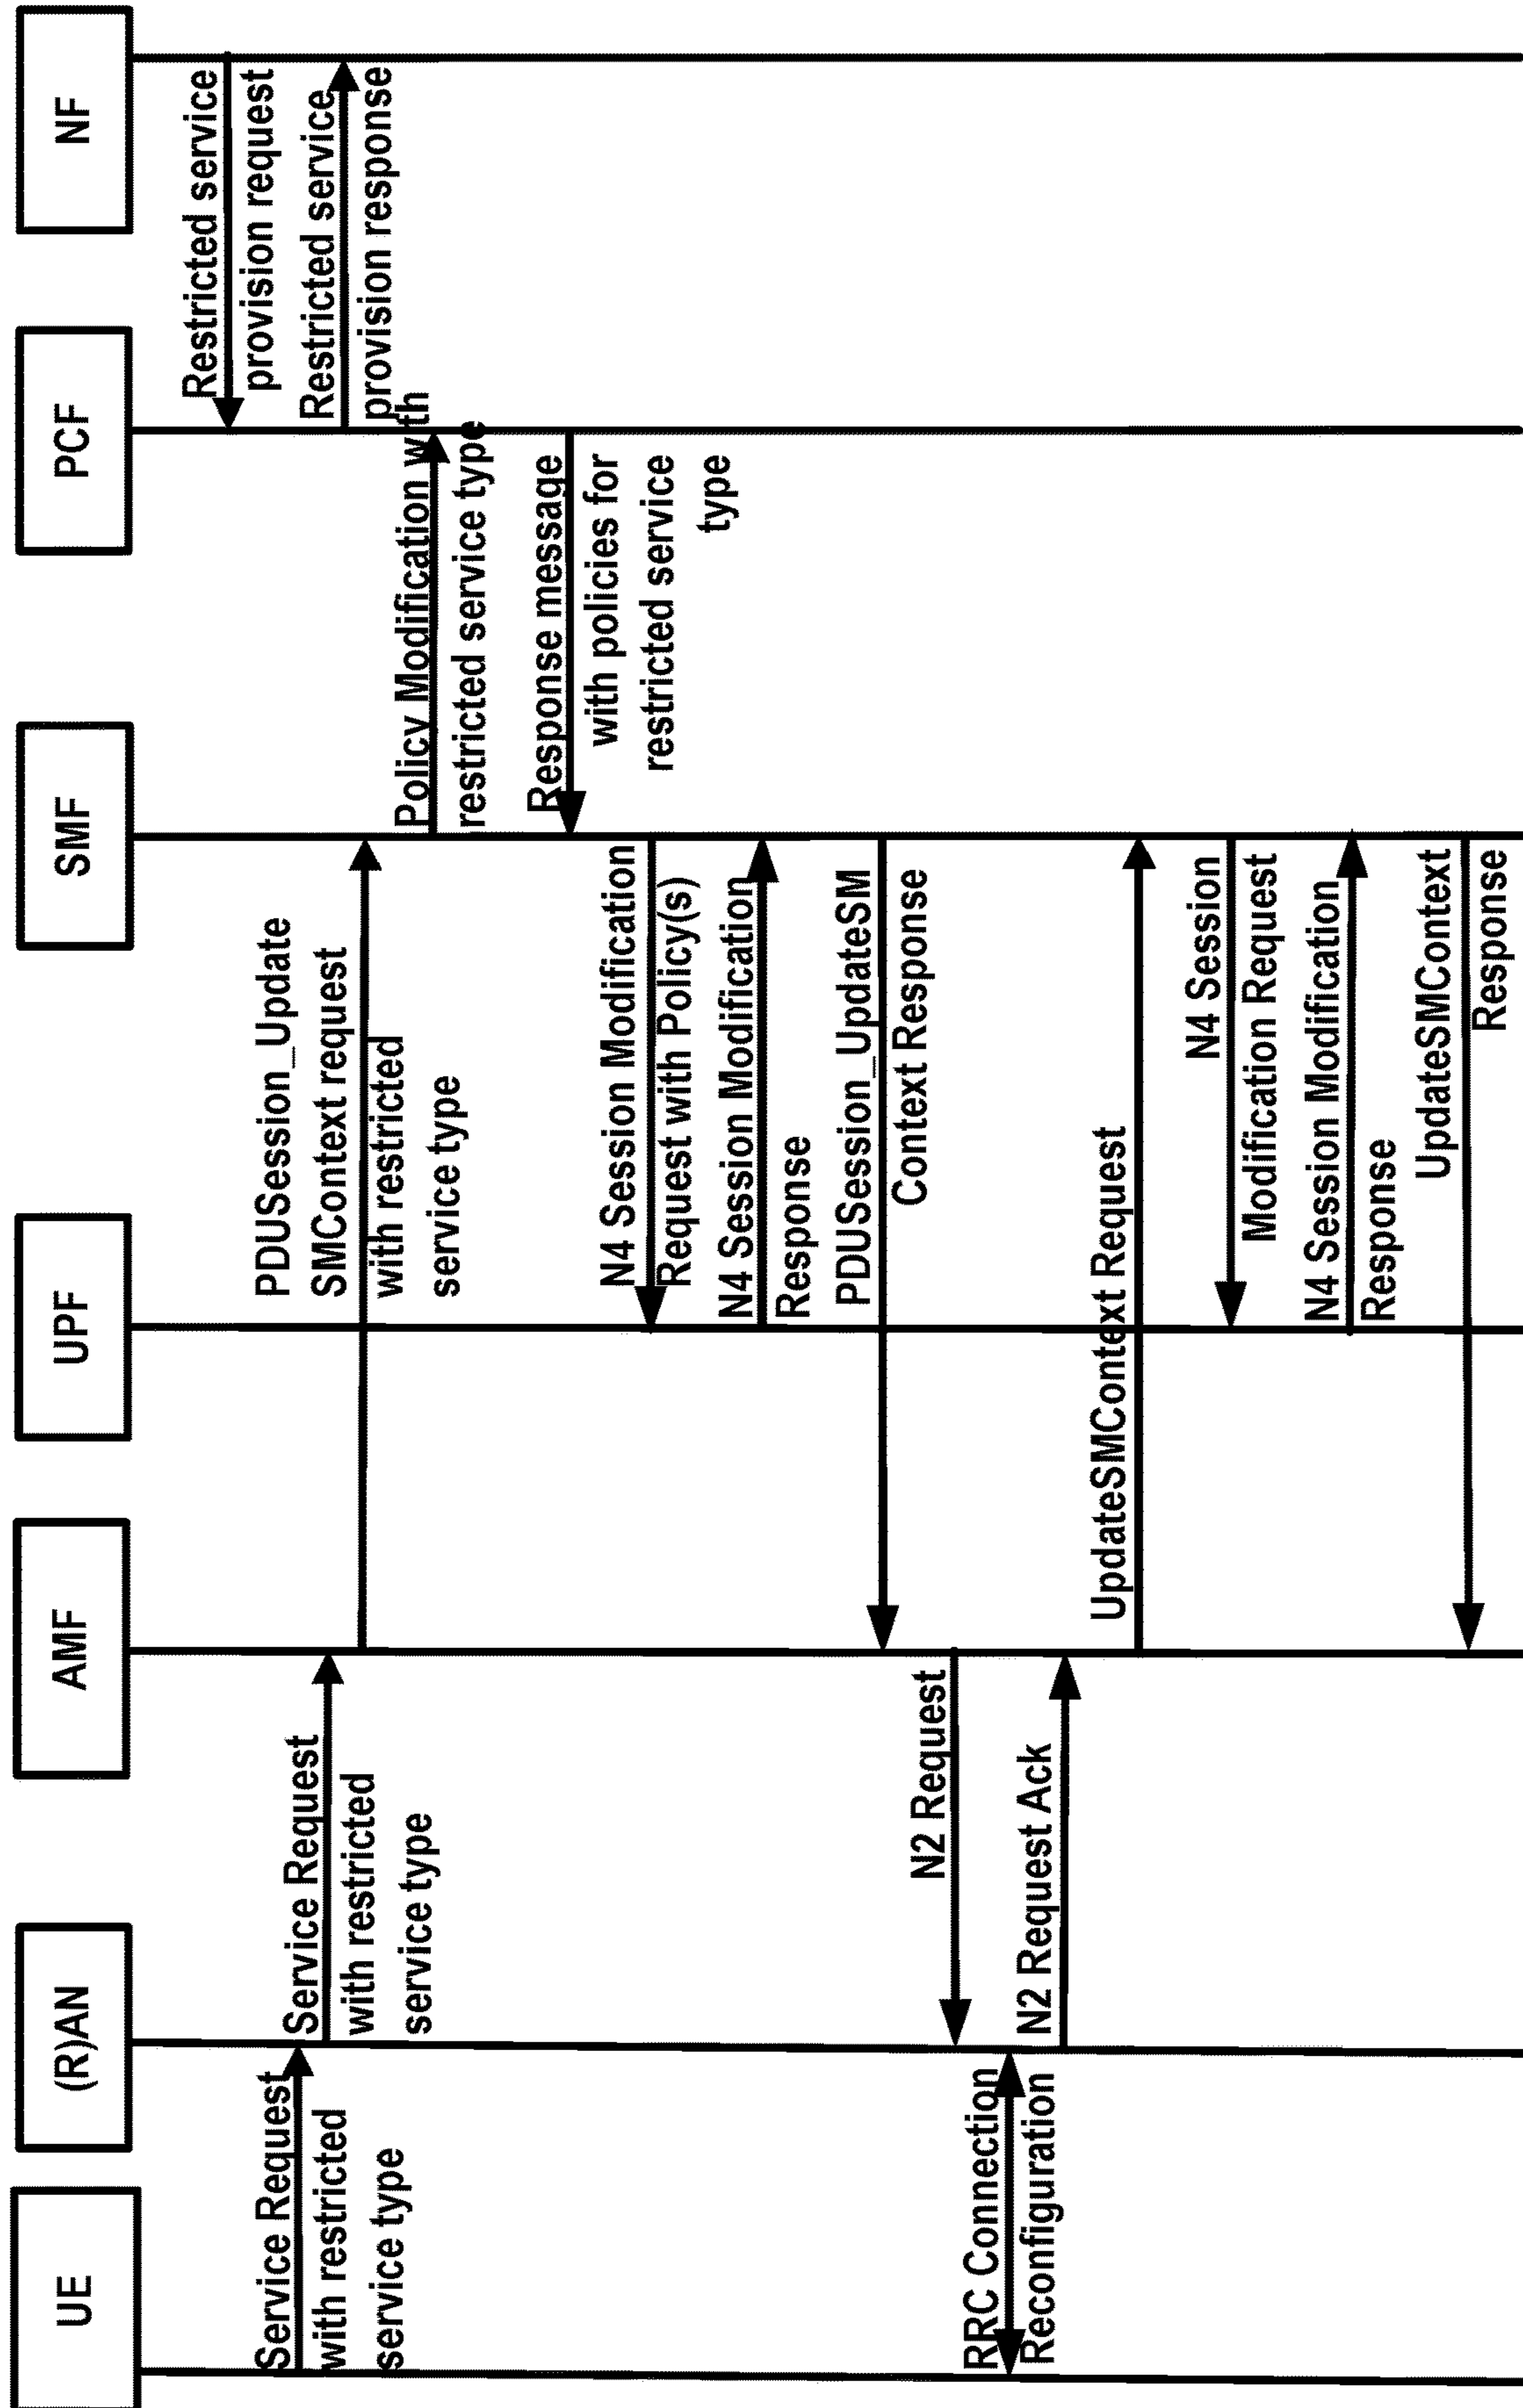 UE
(R)AN
AMF
UPF
SMF
PCF
NF
Restricted service
provision request
Restricted service
provision response
Service Request
with restricted
service type
Service Request
with restricted
service type
PDUSession_Update
SMContext request
with restricted
service type
Policy Modification with
restricted service type
Response message
with policies for
restricted service
type
N4 Session Modification
Request with Policy(s)
N4 Session Modification
Response
PDUSession_UpdateSM
Context Response
N2 Request
RRC Connection
Reconfiguration
N2 Request Ack
UpdateSMContext Request
N4 Session
Modification Request
N4 Session Modification
Response
UpdateSMContext
Response